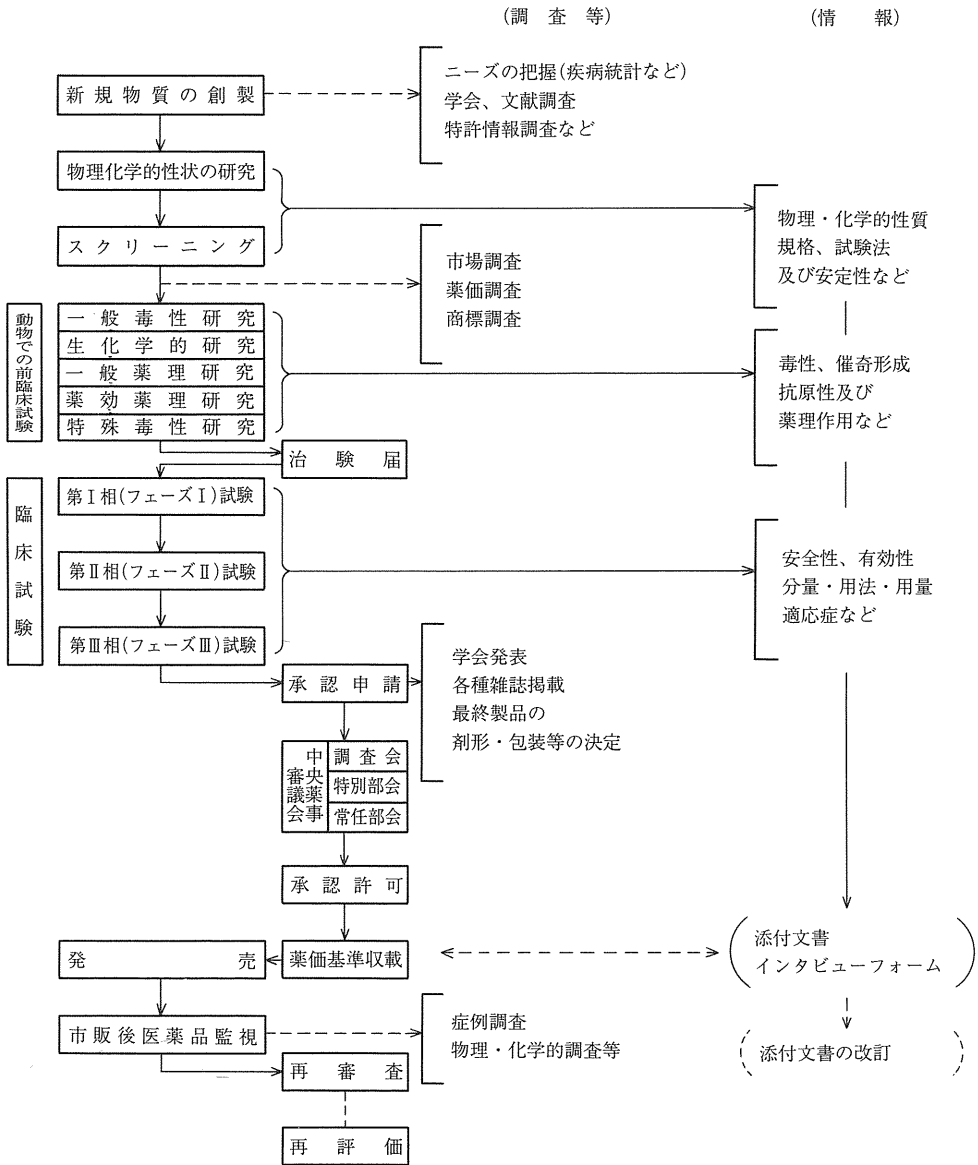 (調査等)
(情報)
新規物質の創製
ニーズの把握(疾病統計など)
学会、文献調査
特許情報調査など
物理化学的性状の研究
スクリーニング
物理・化学的性質
規格、試験法
及び安定性など
市場調査
薬価調査
商標調査
動物での前臨床試験
一般毒性研究
生化学的研究
一般薬理研究
薬効薬理研究
特殊毒性研究
毒性、催奇形成
抗原性及び
薬理作用など
治験届
臨床試験
第Ⅰ相(フェーズⅠ)試験
第Ⅱ相(フェーズⅡ)試験
第Ⅲ相(フェーズⅢ)試験
安全性、有効性
分量・用法・用量
適応症など
承認申請
学会発表
各種雑誌掲載
最終製品の
剤形・包装等の決定
中央薬事
審議会
調査会
特別部会
常任部会
承認許可
薬価基準収載
発売
添付文書
インタビューフォーム
市販後医薬品監視
症例調査
物理・化学的調査等
添付文書の改訂
再審査
再評価